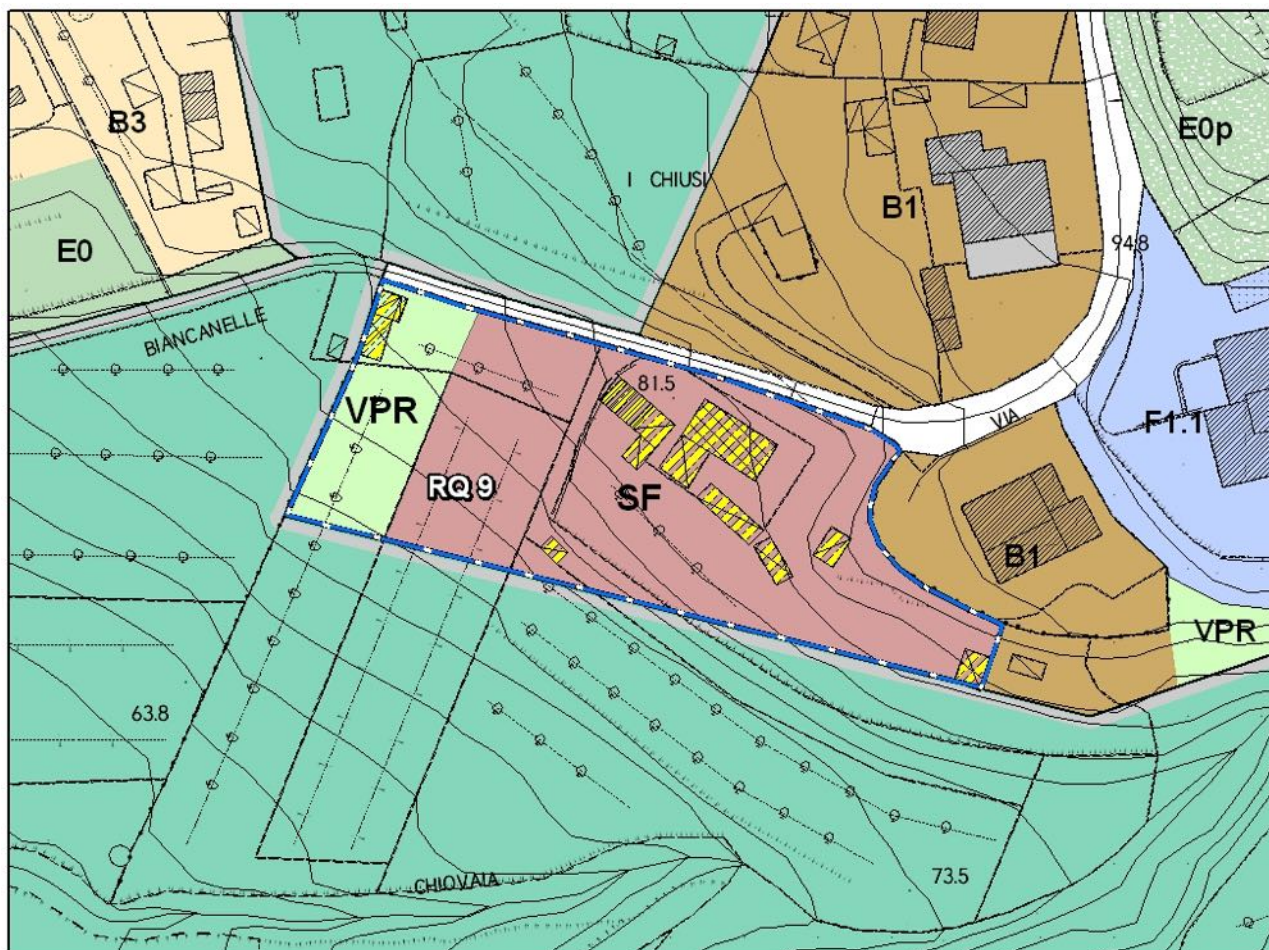 B3
E0p
I CHIUSI
B1
E0
94.8
BIANCANELLE
81.5
VPR
VIA
F1.1
RQ 9
SF
B1
VPR
63.8
73.5
CHIOVAIA